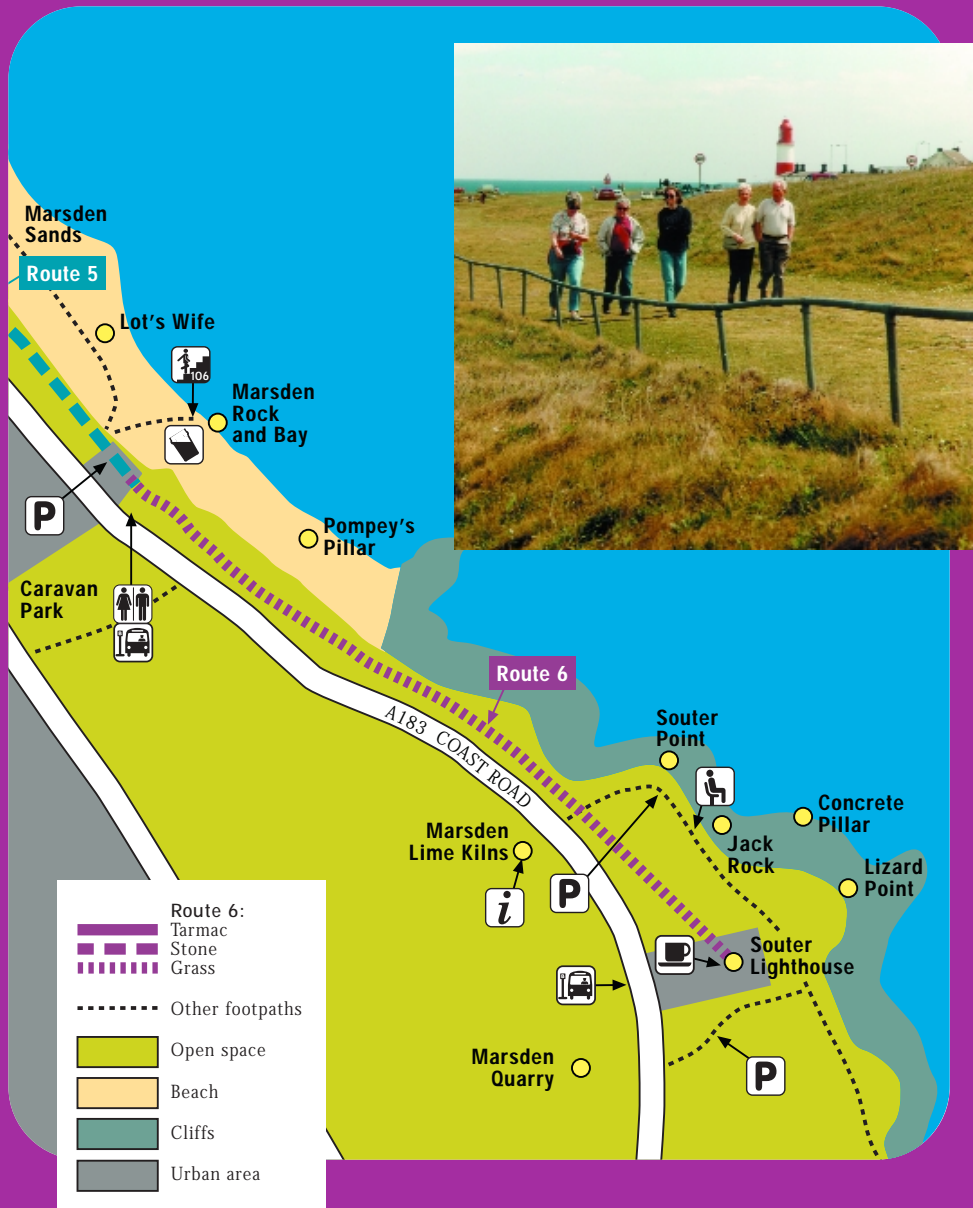 Marsden
Sands
Route 5
Lot's Wife
106
Marsden
Rock
and Bay
P
Pompey's
Pillar
Caravan
Park
Route 6
A183 COAST ROAD
Souter
Point
Concrete
Pillar
Marsden
Lime Kilns
Jack
Rock
Lizard
Point
i
P
Souter
Lighthouse
Marsden
Quarry
P
Route 6:
Tarmac
Stone
Grass
Other footpaths
Open space
Beach
Cliffs
Urban area